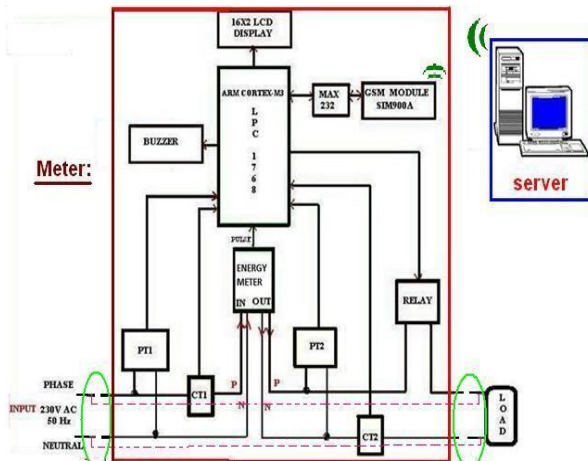 16X2 LCD
DISPLAY
ARM CORTEX-M3
L
P
C
1
7
6
8
MAX
232
GSM MODULE
SIM900A
BUZZER
Meter:
server
PULSE
ENERGY
METER
IN OUT
RELAY
PT1
PT2
PHASE
P
P
CT1
N
N
INPUT 230V AC
50 Hz
NEUTRAL
CT2
L
O
A
D